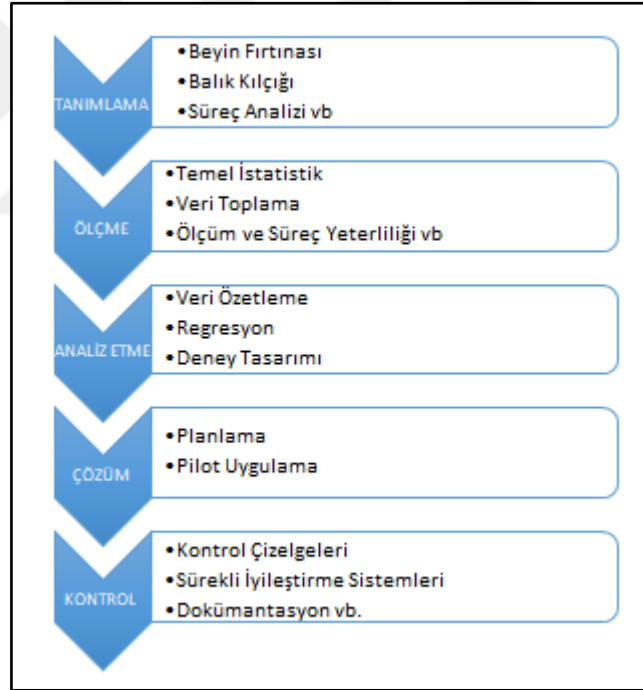 TANIMLAMA
•Beyin Fırtınası
•Balık Kılçığı
•Süreç Analizi vb
ÖLÇME
•Temel İstatistik
•Veri Toplama
•Ölçüm ve Süreç Yeterliliği vb
ANALİZ ETME
•Veri Özetleme
•Regresyon
•Deney Tasarımı
ÇÖZÜM
•Planlama
•Pilot Uygulama
KONTROL
•Kontrol Çizelgeleri
•Sürekli İyileştirme Sistemleri
•Dokümantasyon vb.